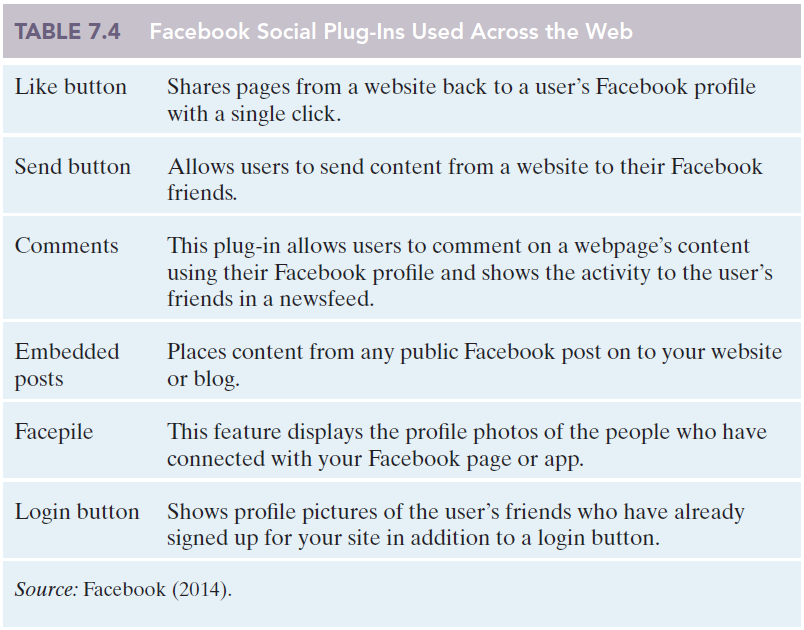 TABLE 7.4 Facebook Social Plug-Ins Used Across the Web
Like button Shares pages from a website back to a user's Facebook profile
with a single click.
Send button Allows users to send content from a website to their Facebook
friends.
Comments This plug-in allows users to comment on a webpage's content
using their Facebook profile and shows the activity to the user's
friends in a newsfeed.
Embedded Places content from any public Facebook post on to your website
posts or blog.
Facepile This feature displays the profile photos of the people who have
connected with your Facebook page or app.
Login button Shows profile pictures of the user's friends who have already
signed up for your site in addition to a login button.
Source: Facebook (2014).